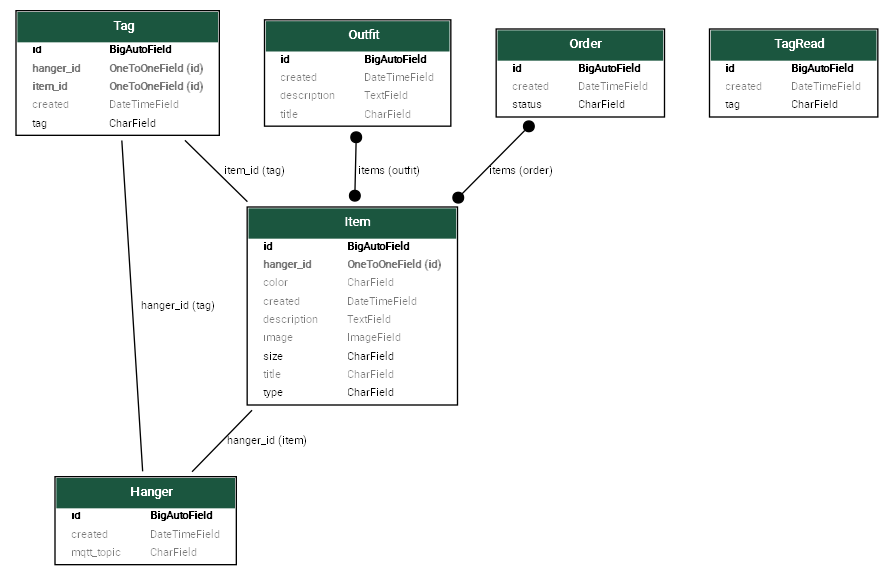 Tag
id BigAutoField
hanger_id OneToOneField (id)
item_id OneToOneField (id)
created DateTimeField
tag CharField
Outfit
id BigAutoField
created DateTimeField
description TextField
title CharField
Order
id BigAutoField
created DateTimeField
status CharField
TagRead
id BigAutoField
created DateTimeField
tag CharField
item_id (tag)
items (outfit)
items (order)
Item
id BigAutoField
hanger_id OneToOneField (id)
color CharField
created DateTimeField
description TextField
image ImageField
size CharField
title CharField
type CharField
hanger_id (tag)
hanger_id (item)
Hanger
id BigAutoField
created DateTimeField
mqtt_topic CharField